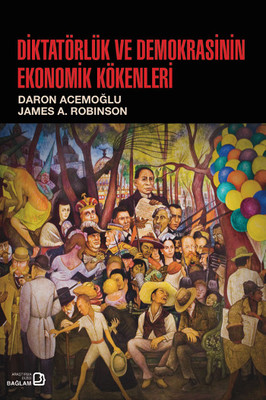 DİKTATÖRLÜK VE DEMOKRASİNİN
EKONOMİK KÖKENLERİ
DARON ACEMOĞLU
JAMES A. ROBINSON
BAĞLAM